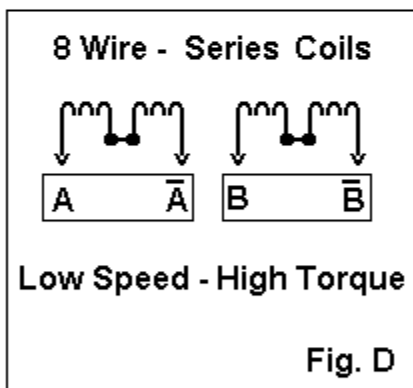 8 Wire - Series Coils
A A̅ B B̅
Low Speed - High Torque
Fig. D